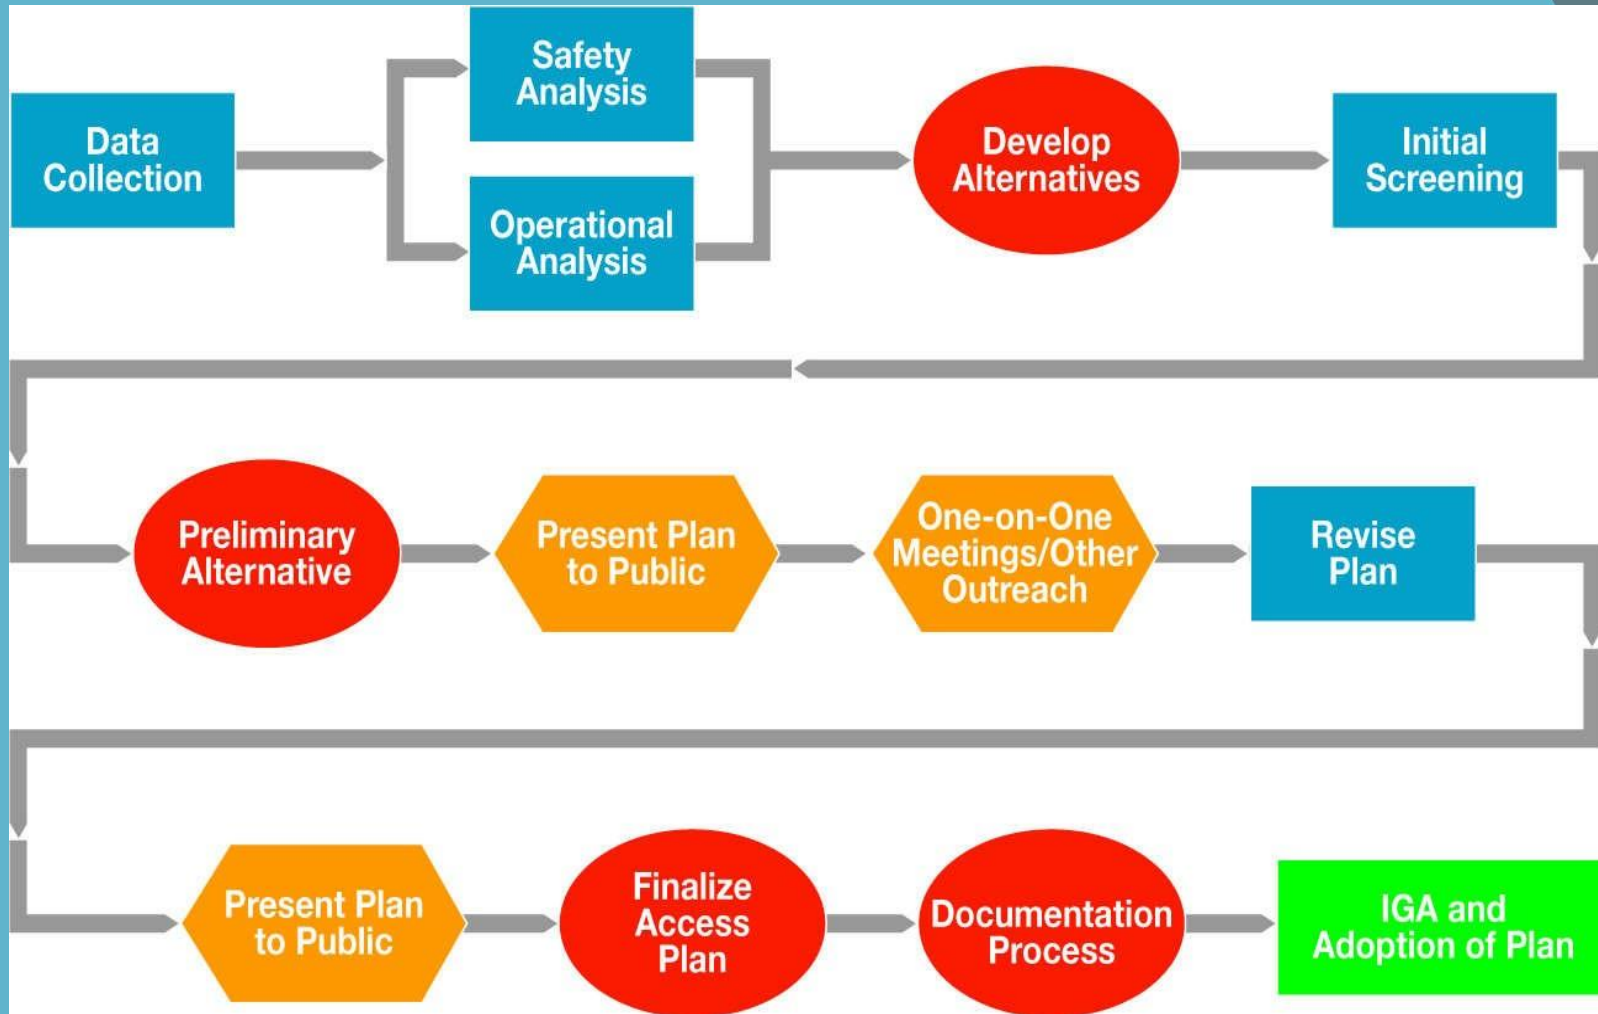 Data
Collection
Safety
Analysis
Operational
Analysis
Develop
Alternatives
Initial
Screening
Preliminary
Alternative
Present Plan
to Public
One-on-One
Meetings/Other
Outreach
Revise
Plan
Present Plan
to Public
Finalize
Access
Plan
Documentation
Process
IGA and
Adoption of Plan